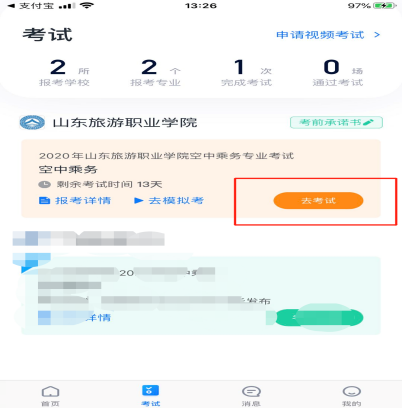 ◀ 支付宝 13:26 97%
考试 申请视频考试 >
2 所 2 个 1 次 0 场
报考学校 报考专业 完成考试 通过考试
山东旅游职业学院 考前承诺书
2020年山东旅游职业学院空中乘务专业考试
空中乘务
剩余考试时间 13天
报考详情 去模拟考 去考试
20
发布
详情
首页 考试 消息 我的